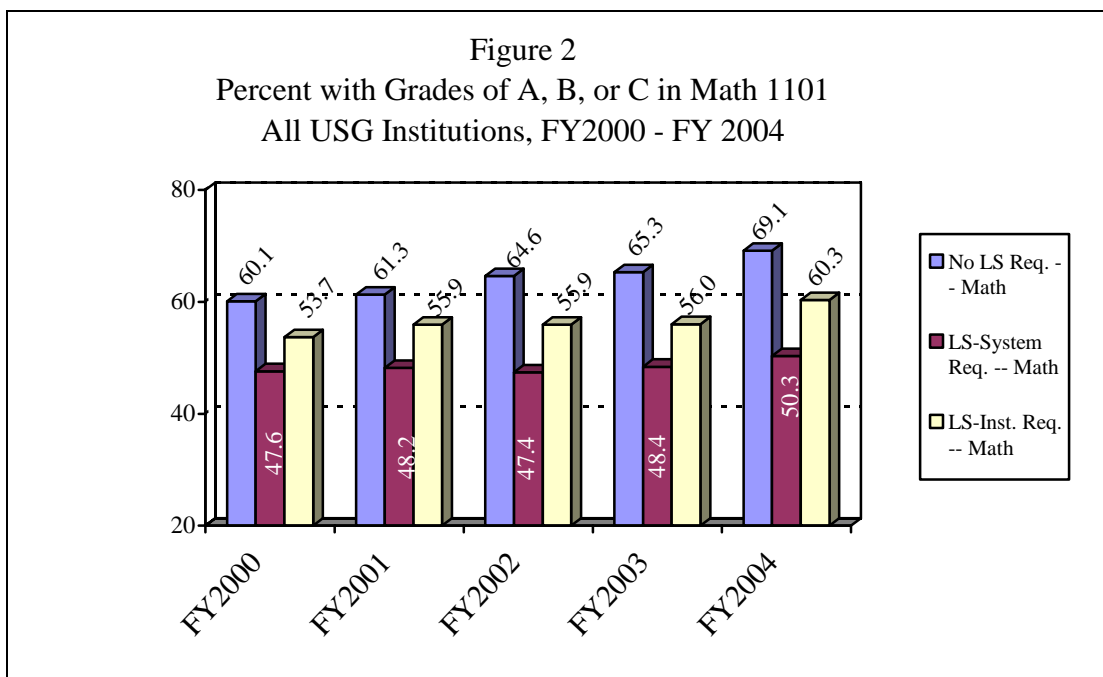 Figure 2
Percent with Grades of A, B, or C in Math 1101
All USG Institutions, FY2000 - FY 2004
80
60
40
20
60.1
47.6
53.7
61.3
48.2
55.9
64.6
47.4
55.9
65.3
48.4
56.0
69.1
50.3
60.3
FY2000
FY2001
FY2002
FY2003
FY2004
No LS Req. -
- Math
LS-System
Req. -- Math
LS-Inst. Req.
-- Math